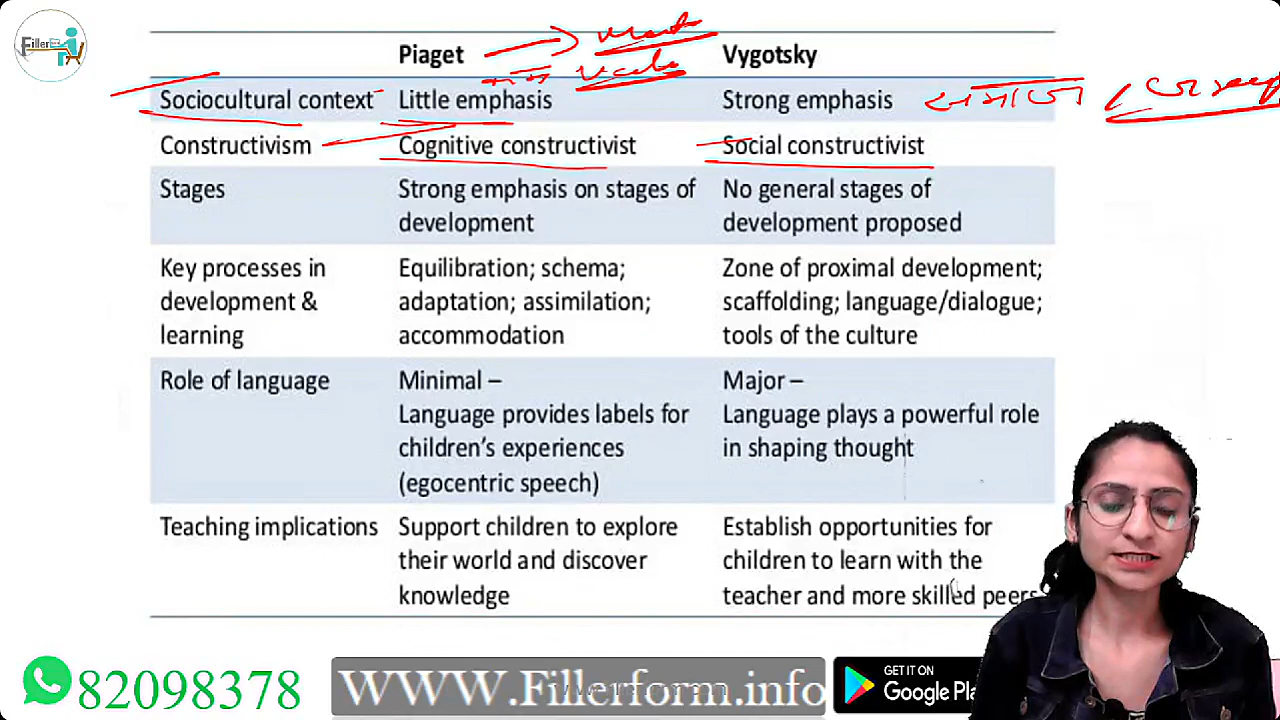 Filler
Piaget
Vygotsky
Sociocultural context
Little emphasis
Strong emphasis
समाज
Constructivism
Cognitive constructivist
Social constructivist
Stages
Strong emphasis on stages of
development
No general stages of
development proposed
Key processes in
development &
learning
Equilibration; schema;
adaptation; assimilation;
accommodation
Zone of proximal development;
scaffolding; language/dialogue;
tools of the culture
Role of language
Minimal –
Language provides labels for
children's experiences
(egocentric speech)
Major –
Language plays a powerful role
in shaping thought
Teaching implications
Support children to explore
their world and discover
knowledge
Establish opportunities for
children to learn with the
teacher and more skilled peers
82098378
WWW.Fillerform.info
GET IT ON
Google Pla